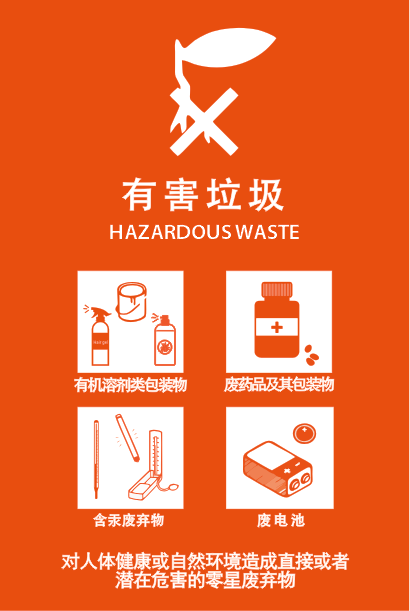 有害垃圾
HAZARDOUS WASTE
Hair gel
有机溶剂类包装物
废药品及其包装物
含汞废弃物
废电池
对人体健康或自然环境造成直接或者
潜在危害的零星废弃物